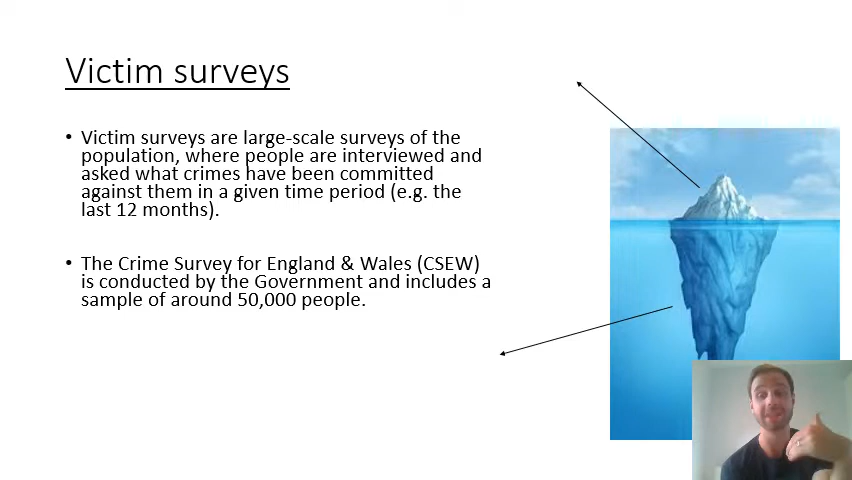 Victim surveys
• Victim surveys are large-scale surveys of the
population, where people are interviewed and
asked what crimes have been committed
against them in a given time period (e.g. the
last 12 months).
• The Crime Survey for England & Wales (CSEW)
is conducted by the Government and includes a
sample of around 50,000 people.